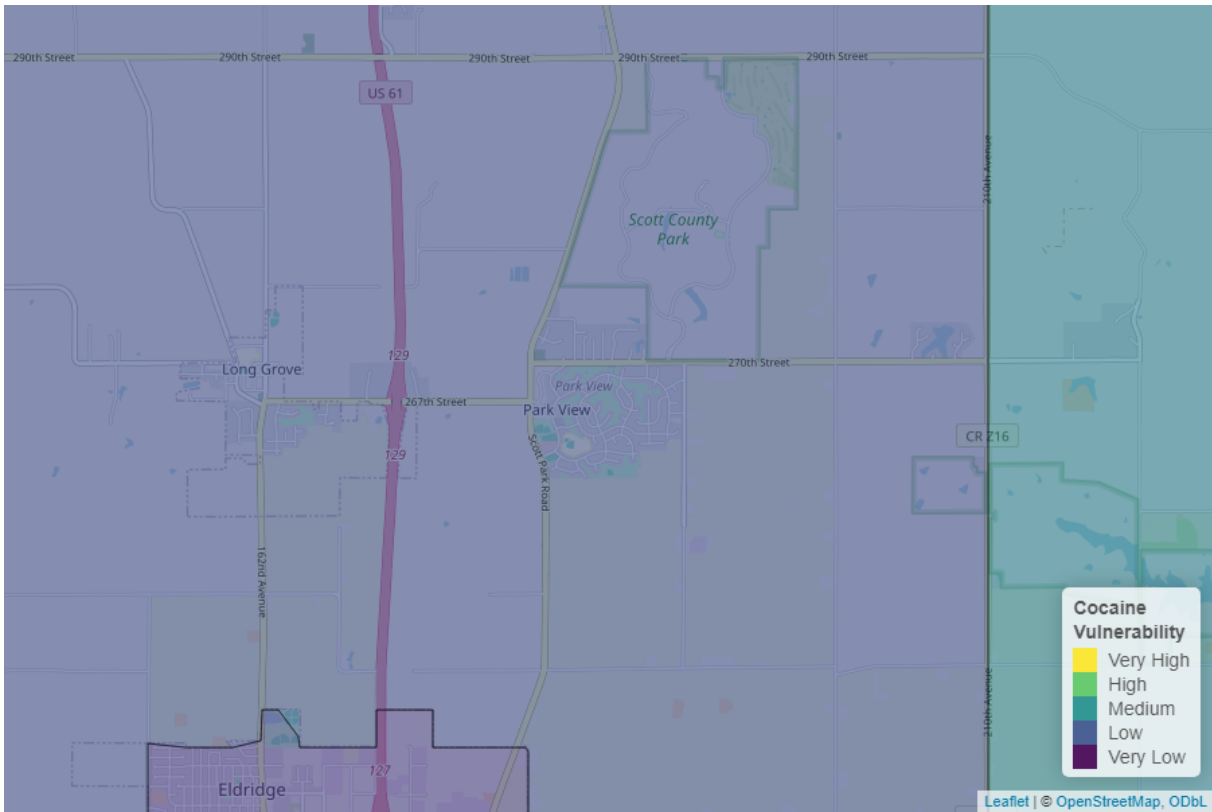 290th Street
290th Street
290th Street
290th Street
290th Street
US 61
210th Avenue
Scott County
Park
129
270th Street
Long Grove
Park View
267th Street
Park View
CR Z16
129
Scott Park Road
162nd Avenue
210th Avenue
Cocaine
Vulnerability
Very High
High
Medium
Low
Very Low
127
Eldridge
Leaflet | © OpenStreetMap, ODbL